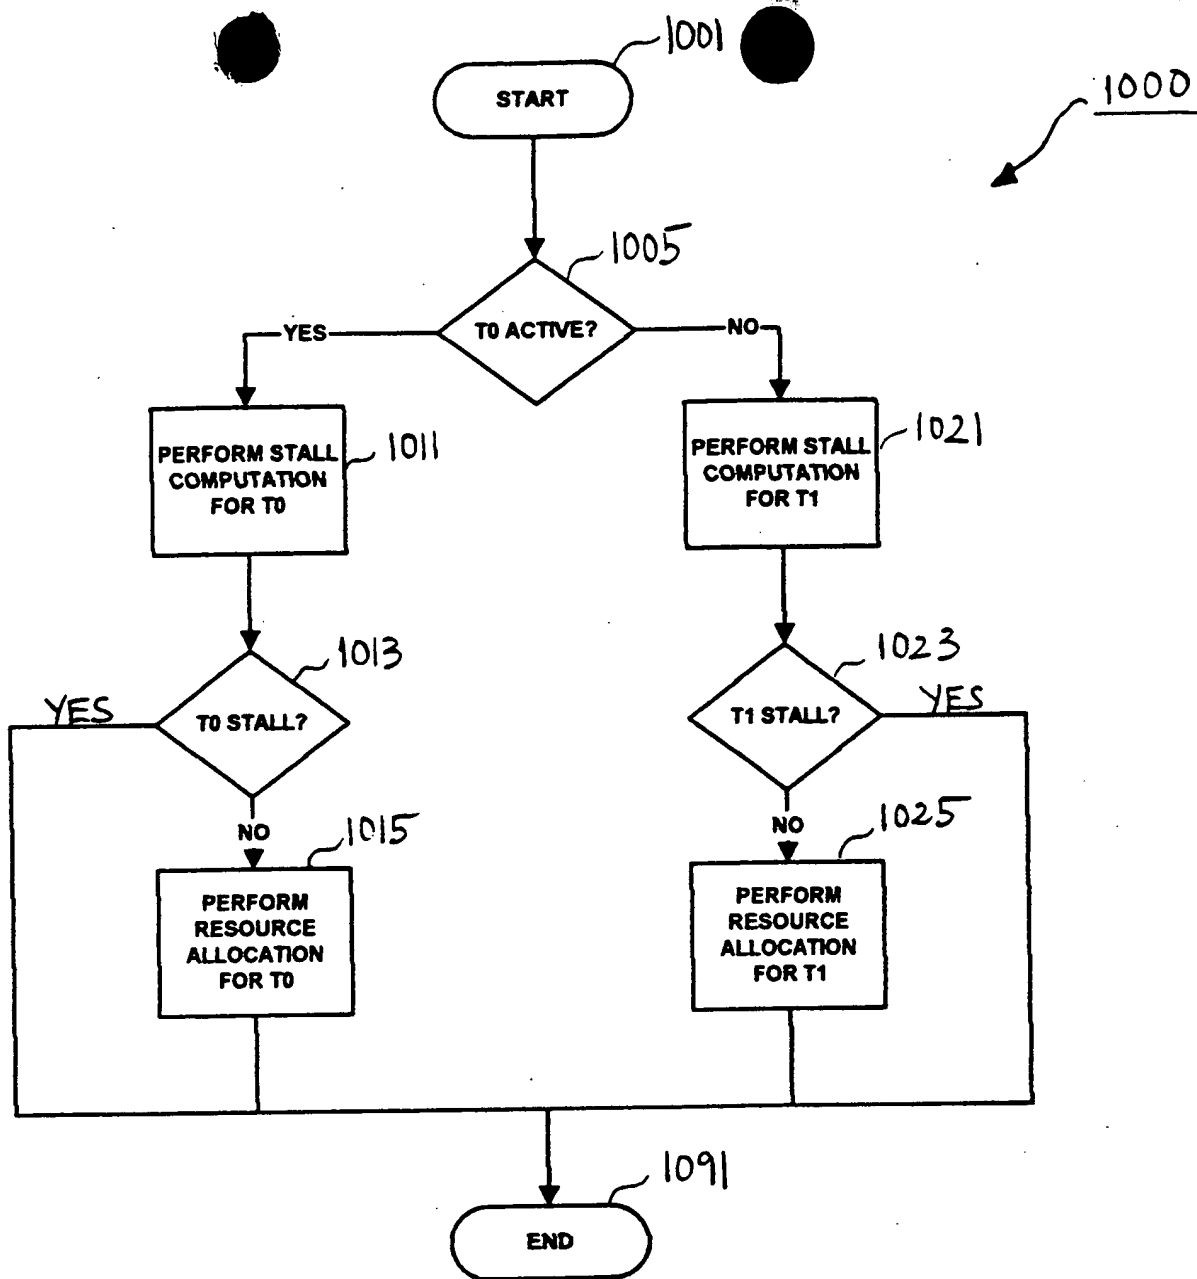 1001
START
1000
1005
YES
T0 ACTIVE?
NO
PERFORM STALL
COMPUTATION
FOR T0
1011
PERFORM STALL
COMPUTATION
FOR T1
1021
1013
YES
T0 STALL?
NO
1015
PERFORM
RESOURCE
ALLOCATION
FOR T0
1023
T1 STALL?
YES
NO
1025
PERFORM
RESOURCE
ALLOCATION
FOR T1
1091
END